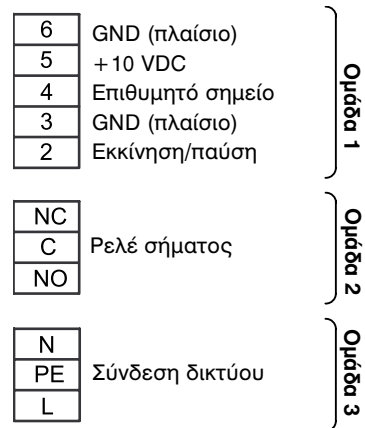 6 GND (πλαίσιο)
5 +10 VDC
4 Επιθυμητό σημείο
3 GND (πλαίσιο)
2 Εκκίνηση/παύση
Ομάδα 1
NC
C Ρελέ σήματος
NO
Ομάδα 2
N
PE Σύνδεση δικτύου
L
Ομάδα 3